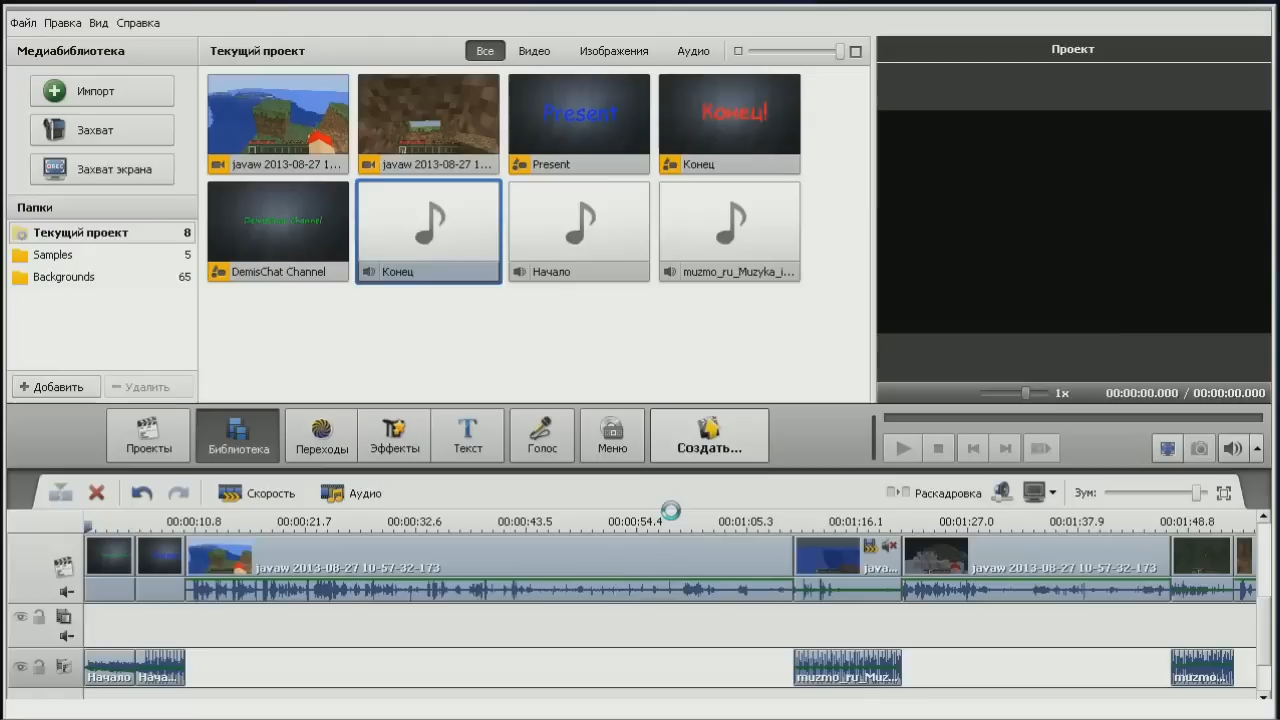 Файл Правка Вид Справка
Медиабиблиотека
Текущий проект
Все
Видео
Изображения
Аудио
Проект
Импорт
Захват
Захват экрана
Папки
Текущий проект 8
Samples 5
Backgrounds 65
Добавить
Удалить
Present
Конец!
javaw 2013-08-27 1...
javaw 2013-08-27 1...
Present
Конец
DemisChat Channel
DemisChat Channel
Конец
Начало
muzmo_ru_Muzyka_i...
1x
00:00:00.000 / 00:00:00.000
Проекты
Библиотека
Переходы
Эффекты
Текст
Голос
Меню
Создать...
Скорость
Аудио
Раскадровка
Зум:
00:00:10.8
00:00:21.7
00:00:32.6
00:00:43.5
00:00:54.4
00:01:05.3
00:01:16.1
00:01:27.0
00:01:37.9
00:01:48.8
javaw 2013-08-27 10-57-32-173
java...
javaw 2013-08-27 10-57-32-173
Начало
Нача...
muzmo_ru_Muz...
muzmo...